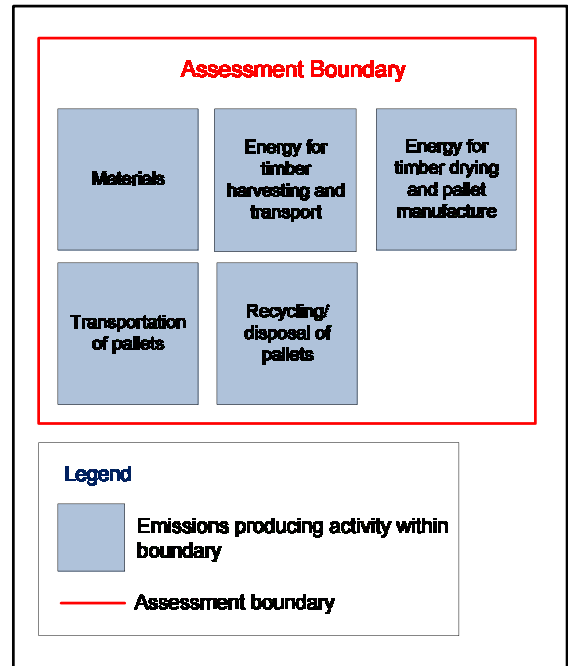 Assessment Boundary
Materials
Energy for
timber
harvesting and
transport
Energy for
timber drying
and pallet
manufacture
Transportation
of pallets
Recycling/
disposal of
pallets
Legend
Emissions producing activity within
boundary
Assessment boundary